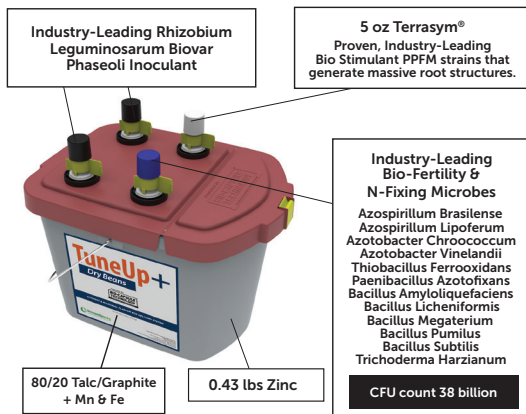 Industry-Leading Rhizobium
Leguminosarum Biovar
Phaseoli Inoculant
5 oz Terrasym®
Proven, Industry-Leading
Bio Stimulant PPFM strains that
generate massive root structures.
Industry-Leading
Bio-Fertility &
N-Fixing Microbes
Azospirillum Brasilense
Azospirillum Lipoferum
Azotobacter Chroococcum
Azotobacter Vinelandii
Thiobacillus Ferrooxidans
Paenibacillus Azotofixans
Bacillus Amyloliquefaciens
Bacillus Licheniformis
Bacillus Megaterium
Bacillus Pumilus
Bacillus Subtilis
Trichoderma Harzianum
CFU count 38 billion
TuneUp+
Dry Beans
80/20 Talc/Graphite
+ Mn & Fe
0.43 lbs Zinc